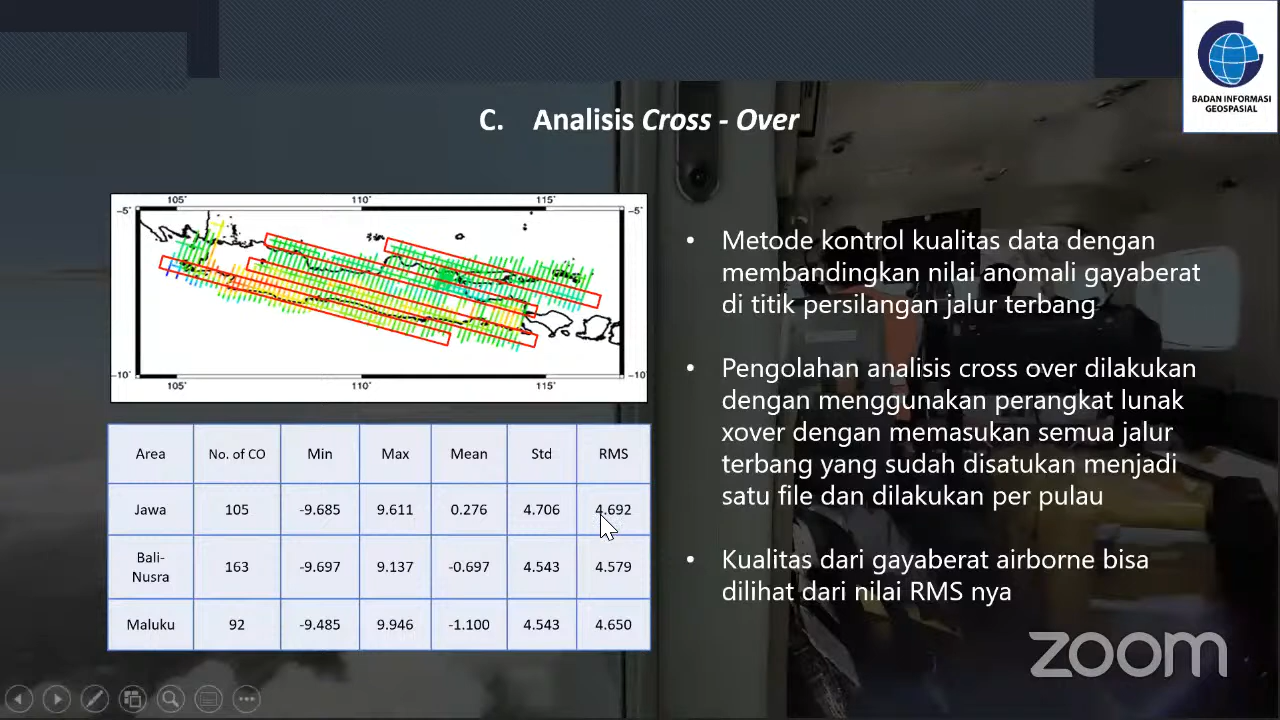 BADAN INFORMASI
GEOSPASIAL
C. Analisis Cross - Over
105° 110° 115°
-5° -5°
-10° -10°
105° 110° 115°
Area No. of CO Min Max Mean Std RMS
Jawa 105 -9.685 9.611 0.276 4.706 4.692
Bali-
Nusra 163 -9.697 9.137 -0.697 4.543 4.579
Maluku 92 -9.485 9.946 -1.100 4.543 4.650
• Metode kontrol kualitas data dengan
membandingkan nilai anomali gayaberat
di titik persilangan jalur terbang
• Pengolahan analisis cross over dilakukan
dengan menggunakan perangkat lunak
xover dengan memasukan semua jalur
terbang yang sudah disatukan menjadi
satu file dan dilakukan per pulau
• Kualitas dari gayaberat airborne bisa
dilihat dari nilai RMS nya
zoom